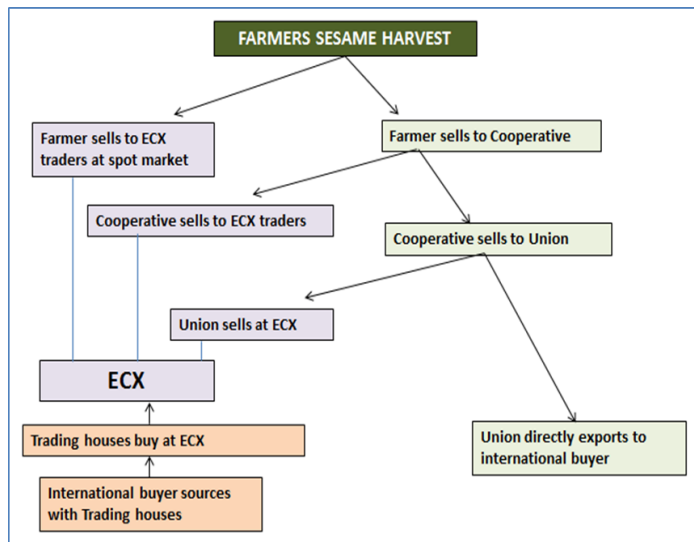 FARMERS SESAME HARVEST
Farmer sells to ECX
traders at spot market
Farmer sells to Cooperative
Cooperative sells to ECX traders
Cooperative sells to Union
Union sells at ECX
ECX
Trading houses buy at ECX
Union directly exports to
international buyer
International buyer sources
with Trading houses